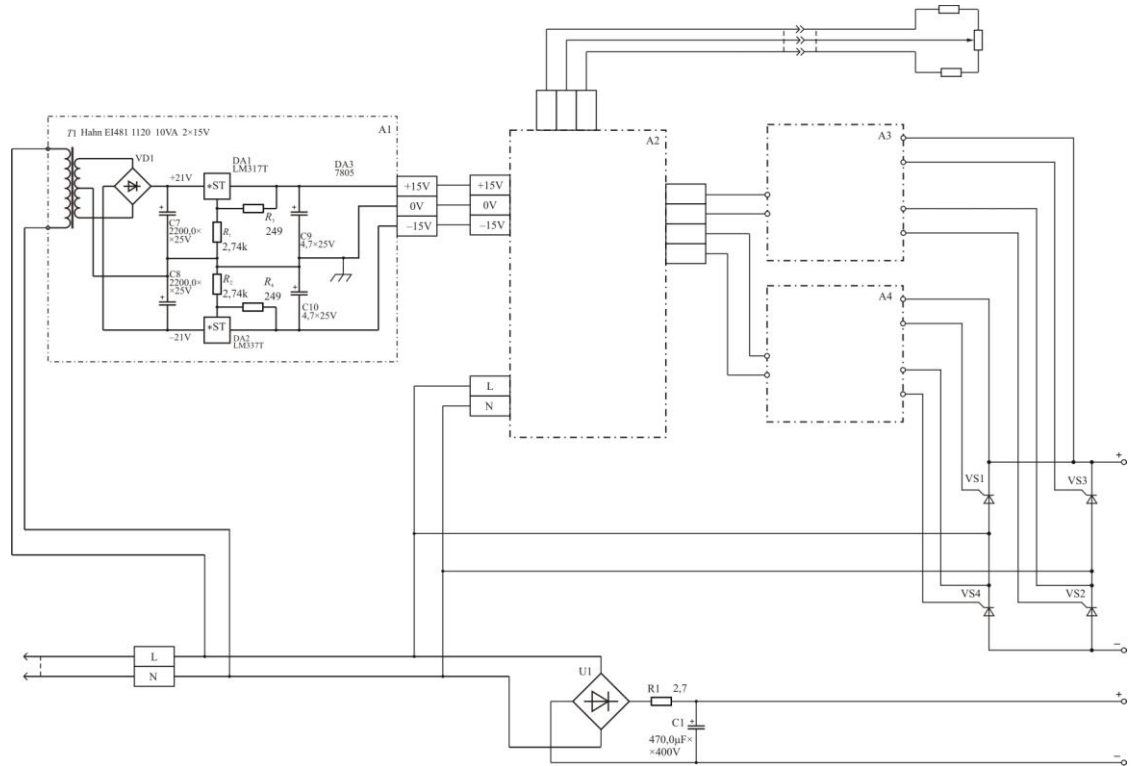 T1 Hahn EI481 1120 10VA 2×15V
A1
VD1
+21V
DA1
LM317T
DA3
7805
*ST
R₃
249
C7
2200,0×
×25V
R₁
2,74k
C9
4,7×25V
C8
2200,0×
×25V
R₂
2,74k
R₄
249
C10
4,7×25V
*ST
–21V
DA2
LM337T
+15V
0V
–15V
+15V
0V
–15V
A2
L
N
A3
A4
VS1
VS3
VS4
VS2
+
–
L
N
U1
R1 2,7
C1
470,0μF×
×400V
+
–